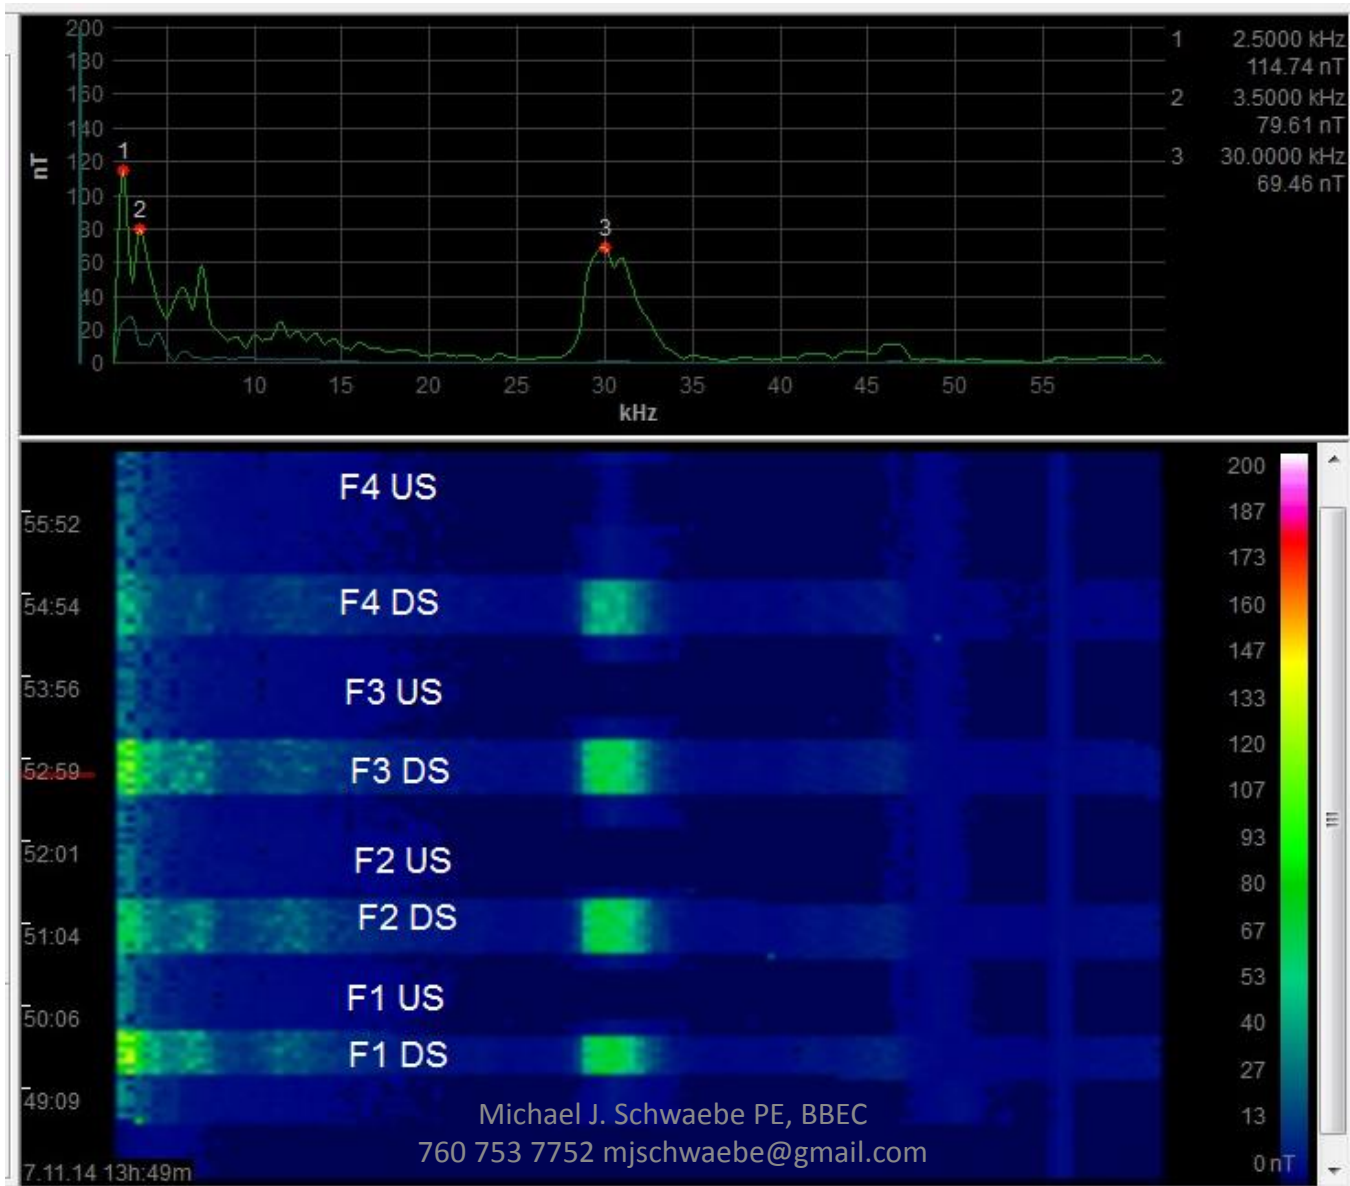 200
180
160
140
120
100
80
60
40
20
0
nT
1
2
3
10 15 20 25 30 35 40 45 50 55
kHz
1 2.5000 kHz
114.74 nT
2 3.5000 kHz
79.61 nT
3 30.0000 kHz
69.46 nT
F4 US
55:52
F4 DS
54:54
F3 US
53:56
F3 DS
52:59
F2 US
52:01
F2 DS
51:04
F1 US
50:06
F1 DS
49:09
7.11.14 13h:49m
200
187
173
160
147
133
120
107
93
80
67
53
40
27
13
0 nT
Michael J. Schwaebe PE, BBEC
760 753 7752 mjschwaebe@gmail.com